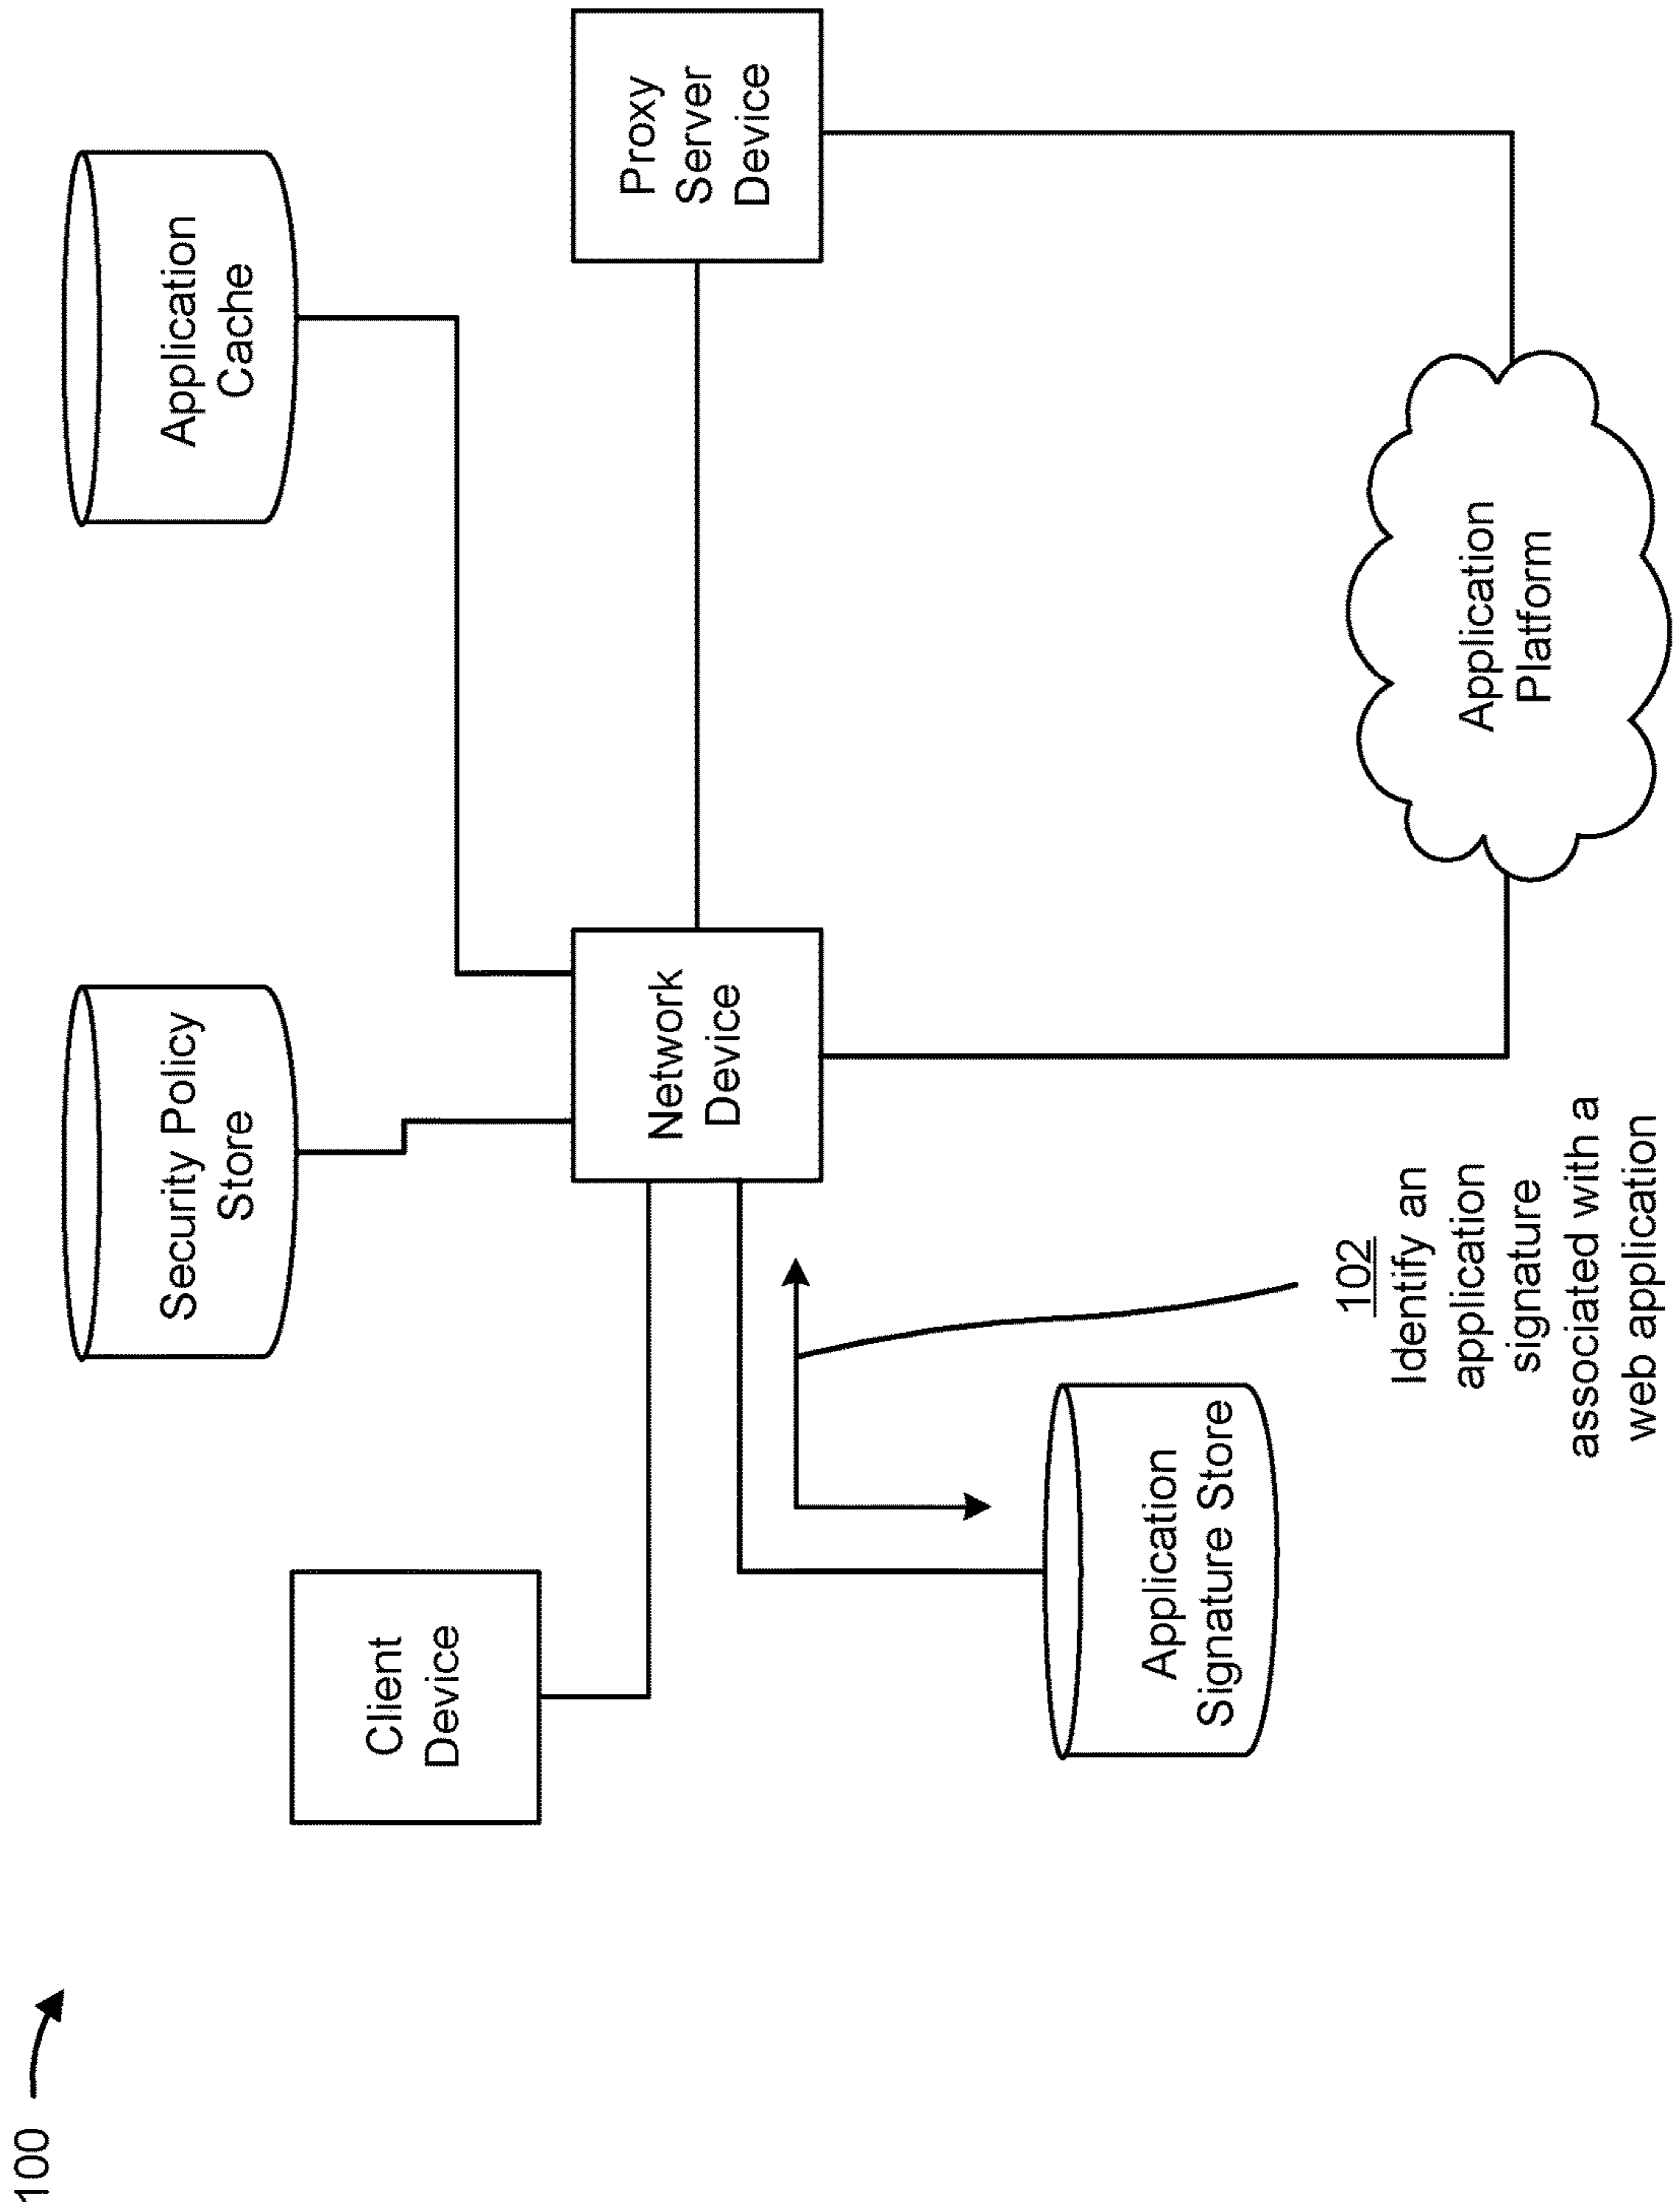 100
Security Policy
Store
Application
Cache
Client
Device
Network
Device
Proxy
Server
Device
Application
Signature Store
102
Identify an
application
signature
associated with a
web application
Application
Platform